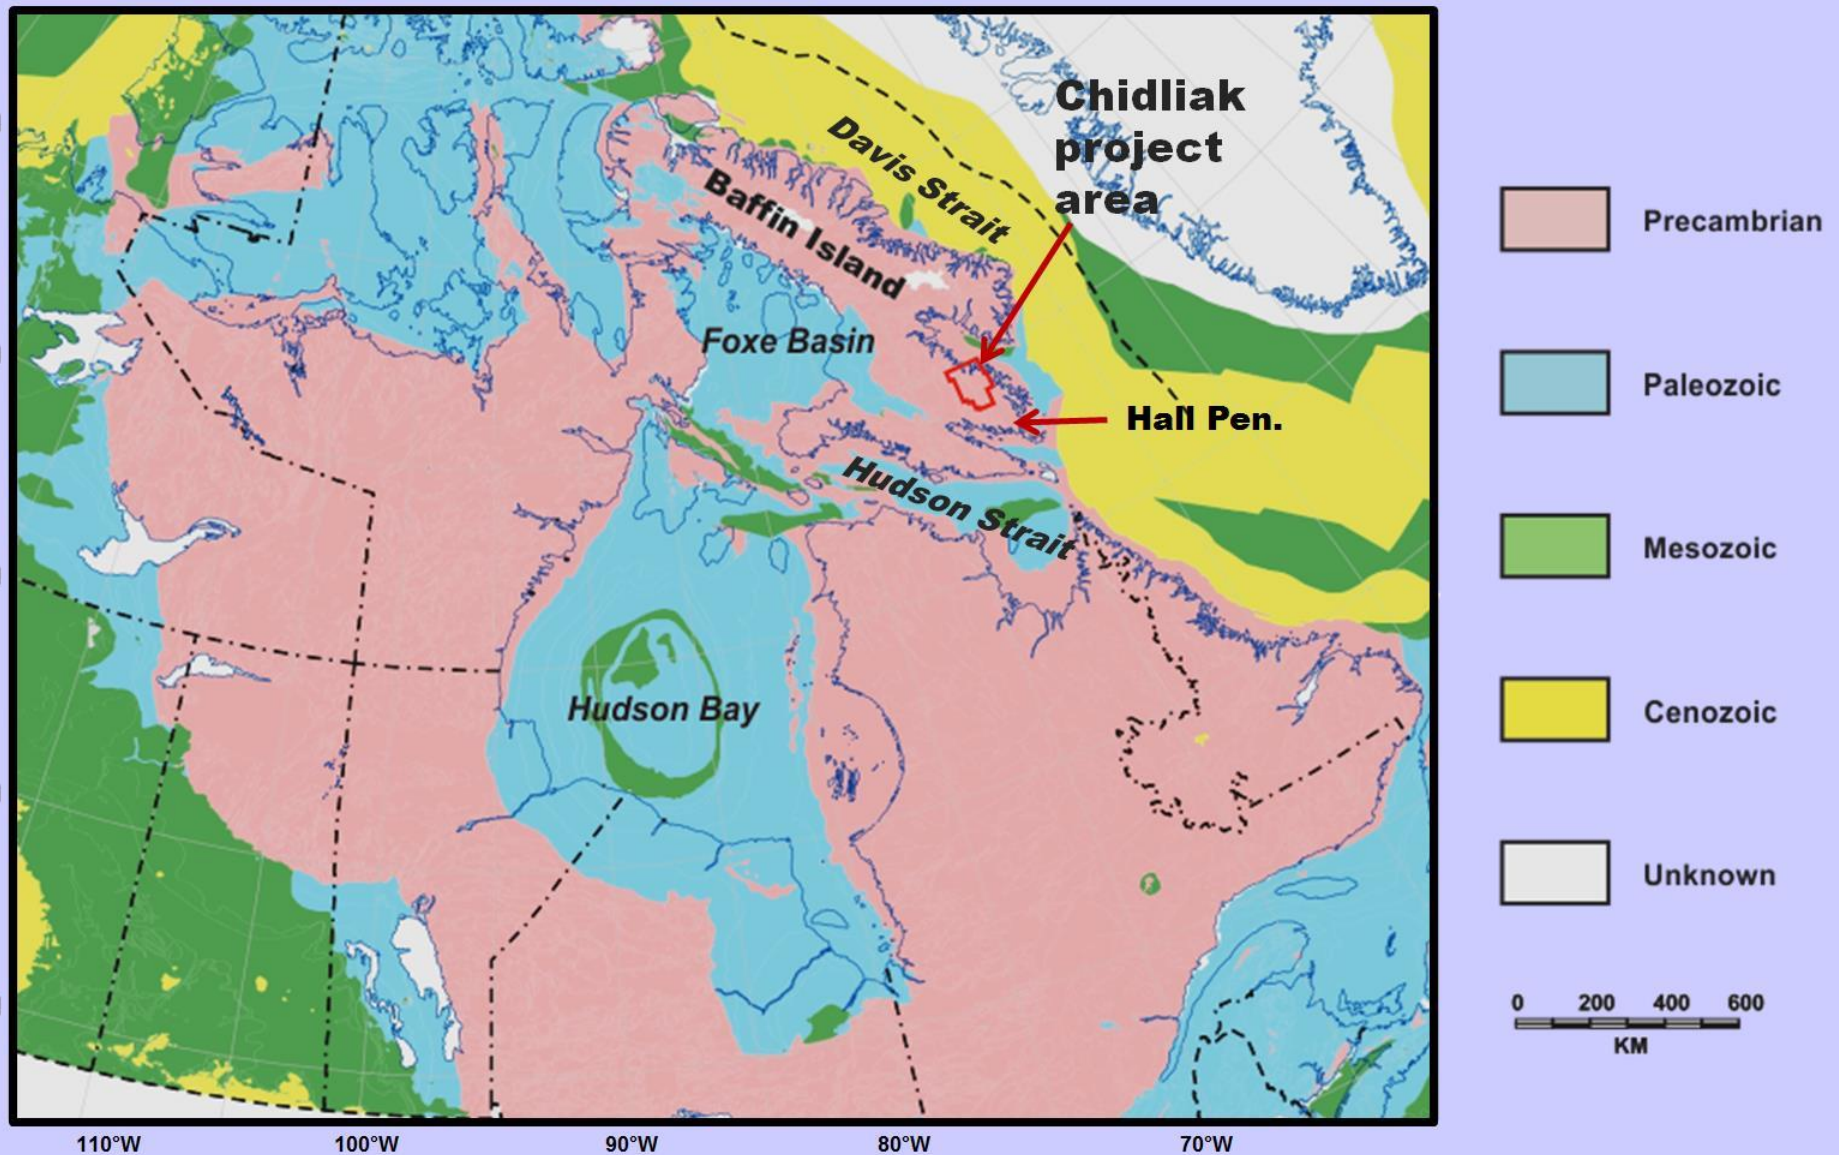 Chidliak
project
area
Davis Strait
Baffin Island
Foxe Basin
Hall Pen.
Hudson Strait
Hudson Bay
Precambrian
Paleozoic
Mesozoic
Cenozoic
Unknown
0 200 400 600
KM
110°W 100°W 90°W 80°W 70°W